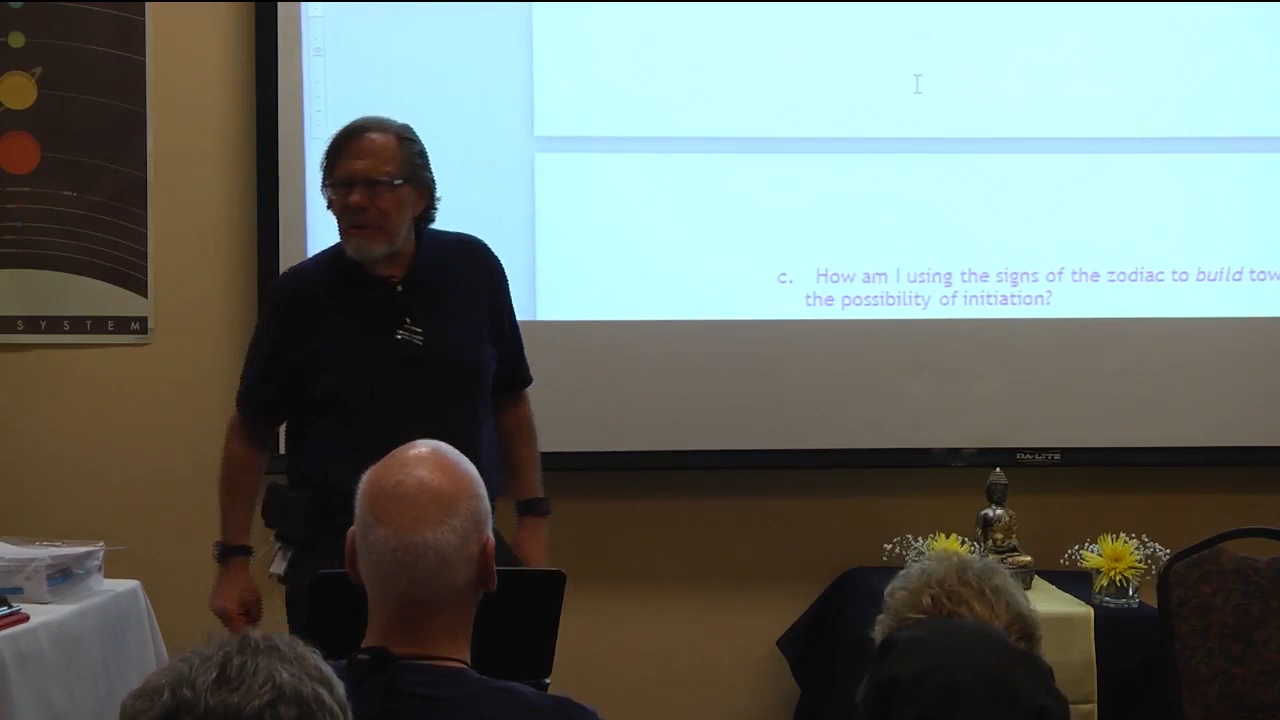 c. How am I using the signs of the zodiac to build tow
the possibility of initiation?
SYSTEM
DA-LITE